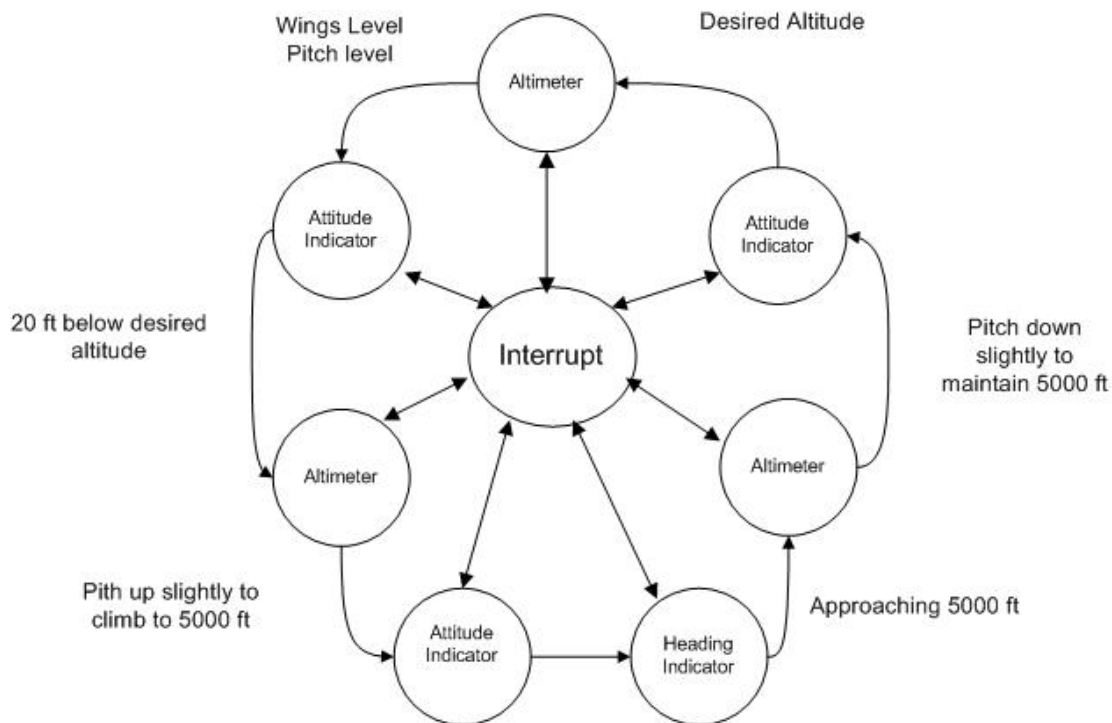 Wings Level
Pitch level
Desired Altitude
Altimeter
Attitude
Indicator
Attitude
Indicator
20 ft below desired
altitude
Interrupt
Pitch down
slightly to
maintain 5000 ft
Altimeter
Altimeter
Pith up slightly to
climb to 5000 ft
Approaching 5000 ft
Attitude
Indicator
Heading
Indicator